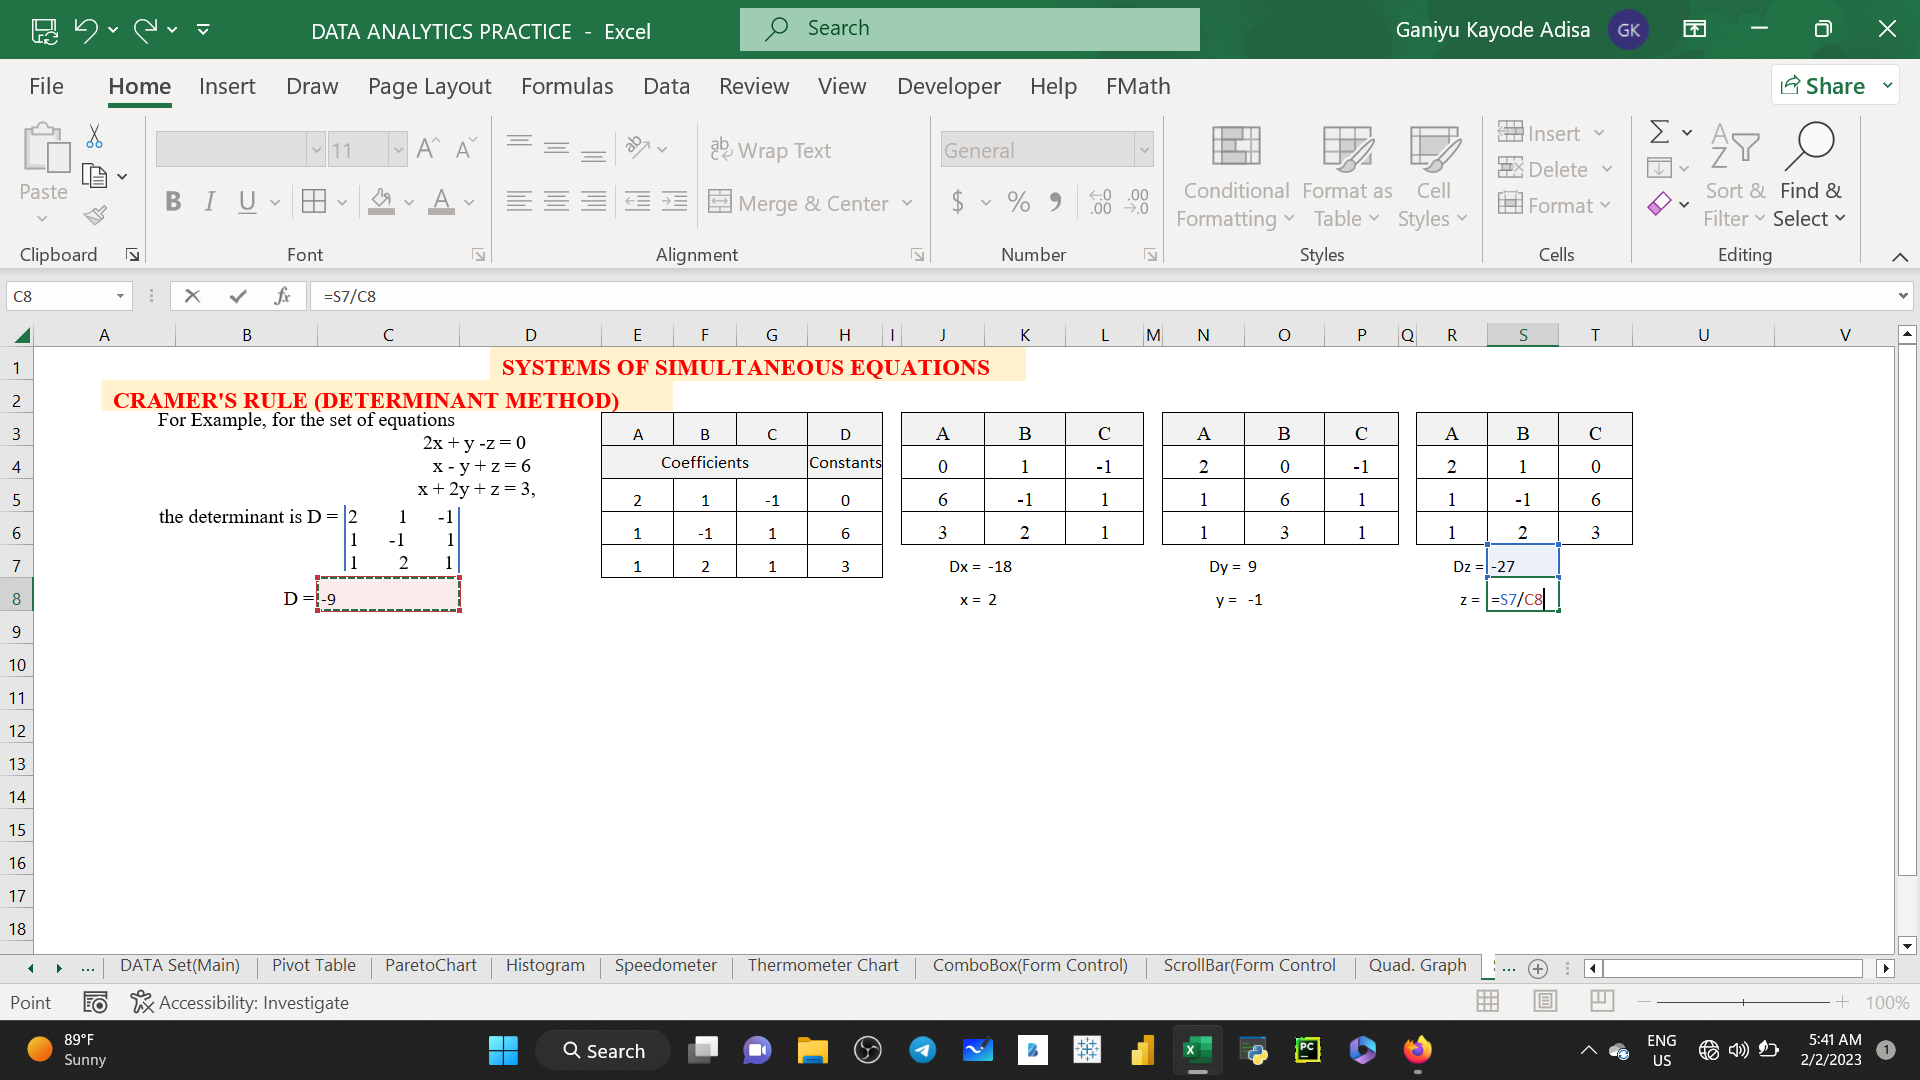 DATA ANALYTICS PRACTICE - Excel
Search
Ganiyu Kayode Adisa GK
File Home Insert Draw Page Layout Formulas Data Review View Developer Help FMath Share
Paste
11
Wrap Text
General
Conditional Formatting
Format as Table
Cell Styles
Insert
Delete
Format
Sort & Filter
Find & Select
B I U
Merge & Center
$ % 
Clipboard Font Alignment Number Styles Cells Editing
C8 fx =S7/C8
A B C D E F G H I J K L M N O P Q R S T U V
1 SYSTEMS OF SIMULTANEOUS EQUATIONS
2 CRAMER'S RULE (DETERMINANT METHOD)
For Example, for the set of equations
3 A B C D A B C A B C A B C
2x + y -z = 0
4 x - y + z = 6 Coefficients Constants 0 1 -1 2 0 -1 2 1 0
5 x + 2y + z = 3, 2 1 -1 0 6 -1 1 1 6 1 1 -1 6
the determinant is D = 2 1 -1
6 1 -1 1 1 -1 1 6 3 2 1 1 3 1 1 2 3
7 1 2 1 1 2 1 3 Dx = -18 Dy = 9 Dz = -27
8 D = -9 x = 2 y = -1 z = =S7/C8
9
10
11
12
13
14
15
16
17
18
... DATA Set(Main) Pivot Table ParetoChart Histogram Speedometer Thermometer Chart ComboBox(Form Control) ScrollBar(Form Control Quad. Graph ...
Point Accessibility: Investigate 100%
89°F
Sunny
Search
PC
ENG
US
5:41 AM
2/2/2023
1